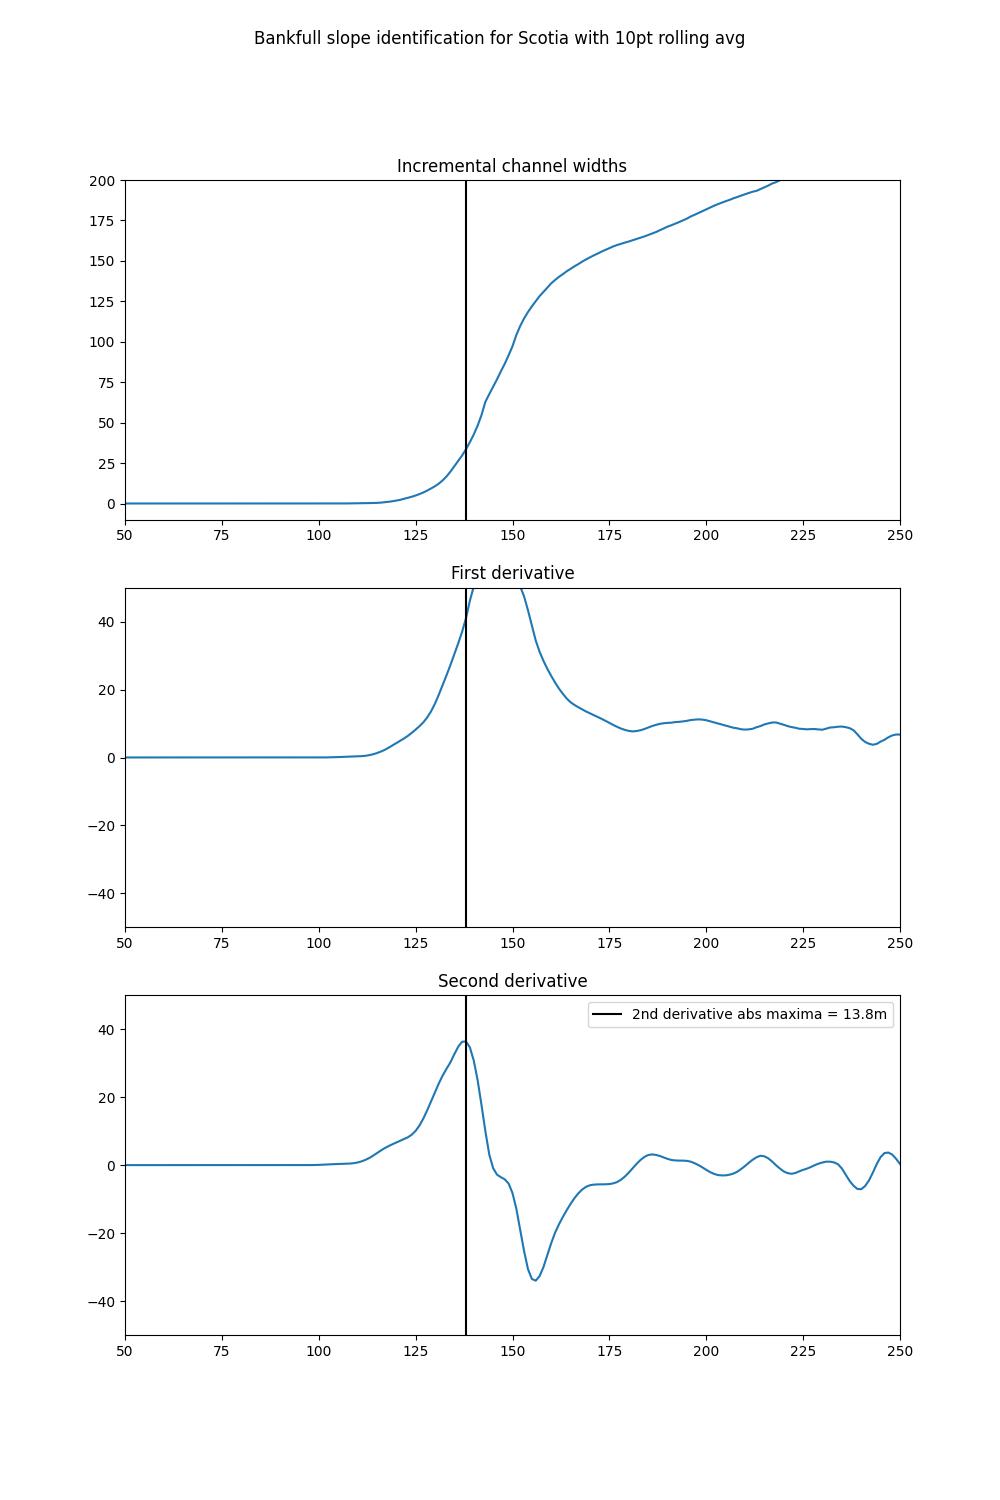 Bankfull slope identification for Scotia with 10pt rolling avg
Incremental channel widths
200
175
150
125
100
75
50
25
0
50 75 100 125 150 175 200 225 250
First derivative
40
20
0
−20
−40
50 75 100 125 150 175 200 225 250
Second derivative
2nd derivative abs maxima = 13.8m
40
20
0
−20
−40
50 75 100 125 150 175 200 225 250